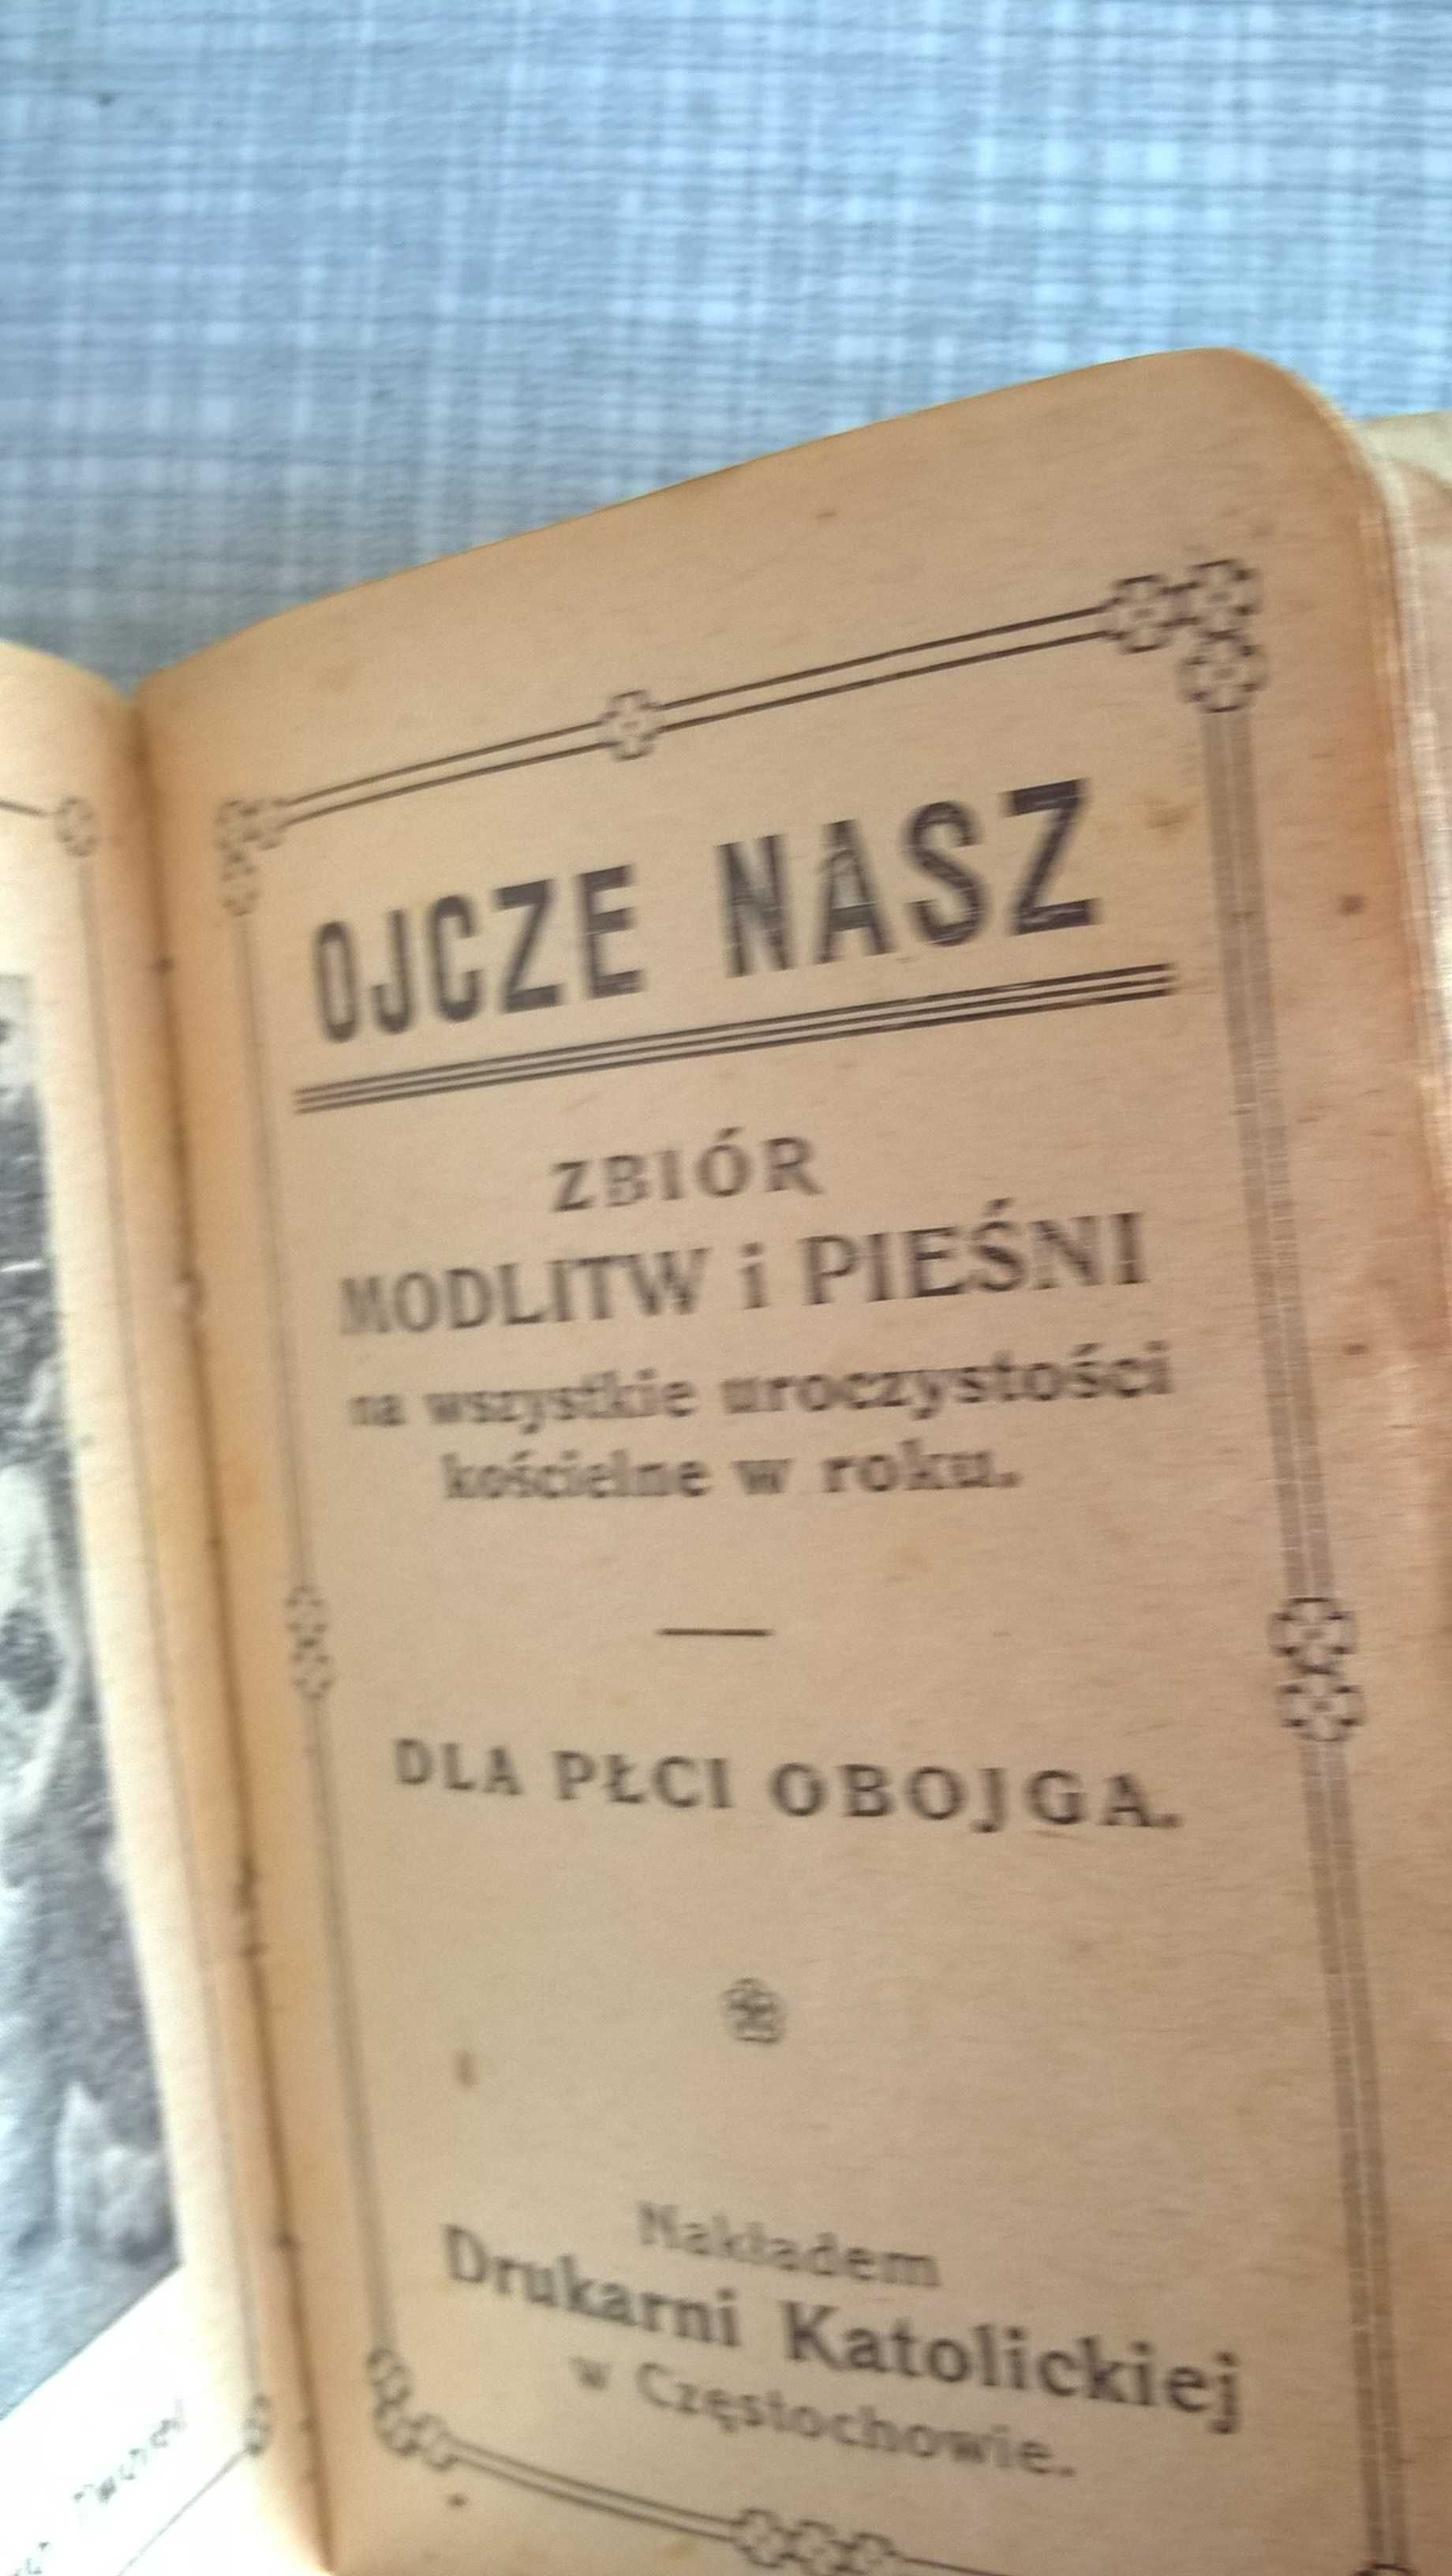 OJCZE NASZ
ZBIÓR
MODLITW i PIEŚNI
na wszystkie uroczystości
kościelne w roku.
DLA PŁCI OBOJGA.
Nakładem
Drukarni Katolickiej
w Częstochowie.